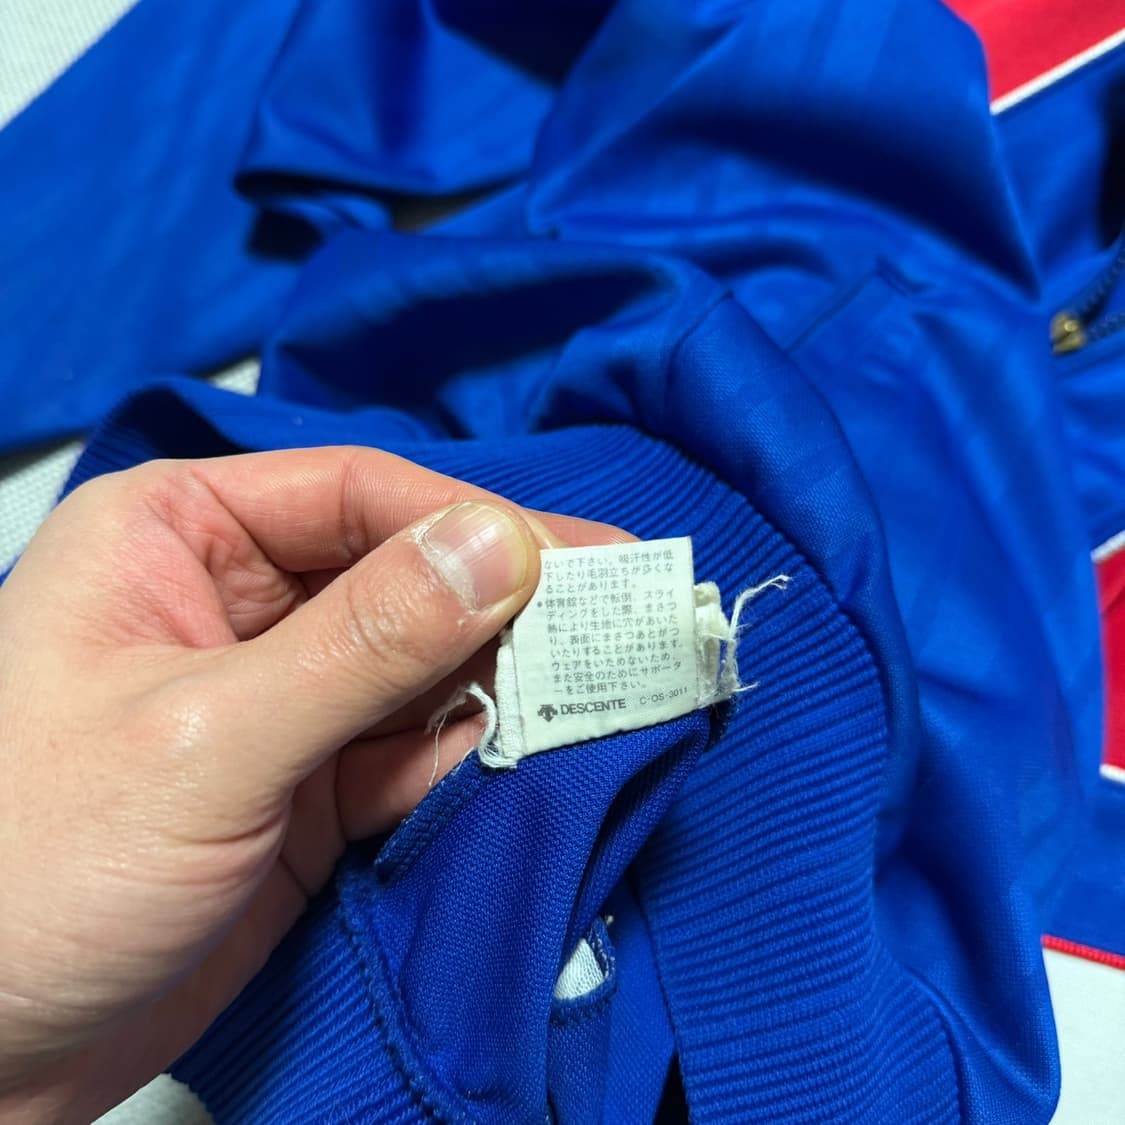 ないで下さい。吸汗性が低
下したり毛羽立ちが多くな
ることがあります。
●体育館などで転倒、スライ
ディングをした際、まさつ
熱により生地に穴があいた
り、表面にまさつあとがつ
いたりすることがあります。
ウェアをいためないため、
また安全のためにサポータ
ーをご使用下さい。
DESCENTE C-OS-3011